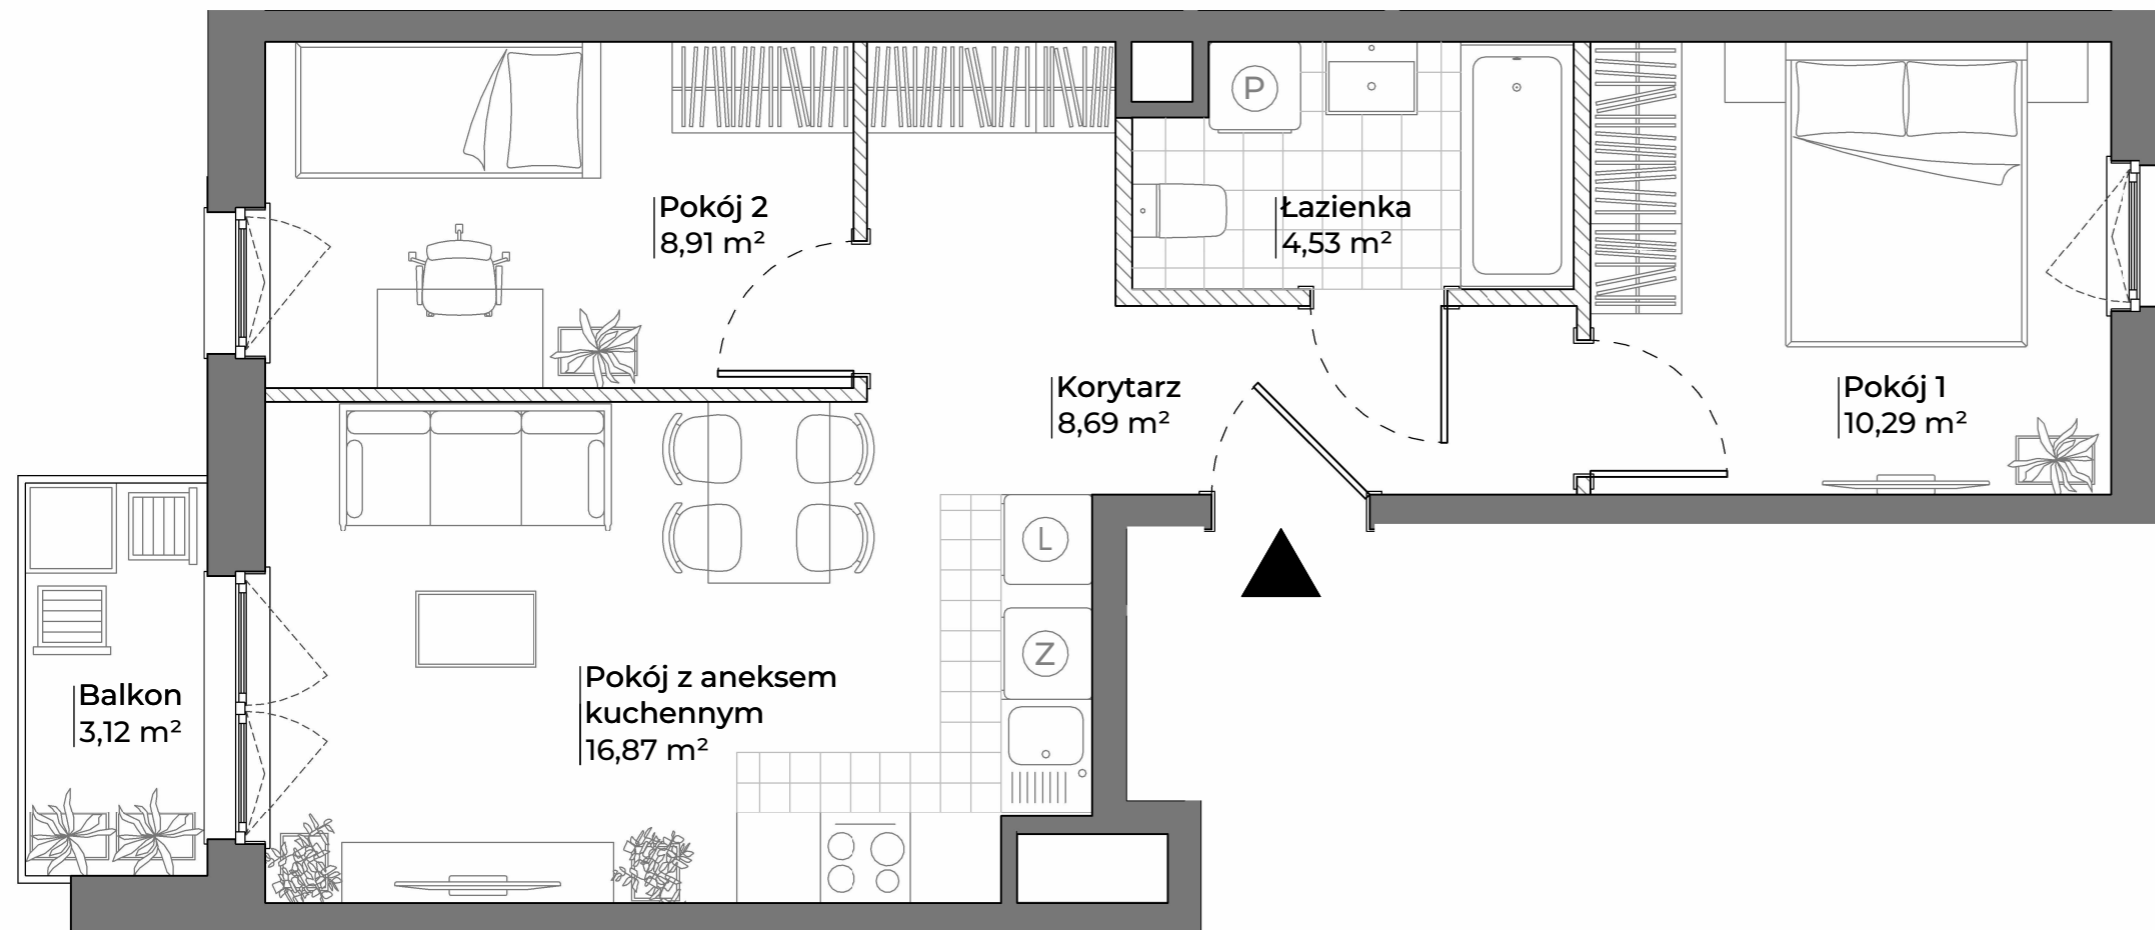 P
Pokój 2
8,91 m²
Łazienka
4,53 m²
Korytarz
8,69 m²
Pokój 1
10,29 m²
L
Z
Pokój z aneksem
kuchennym
16,87 m²
Balkon
3,12 m²